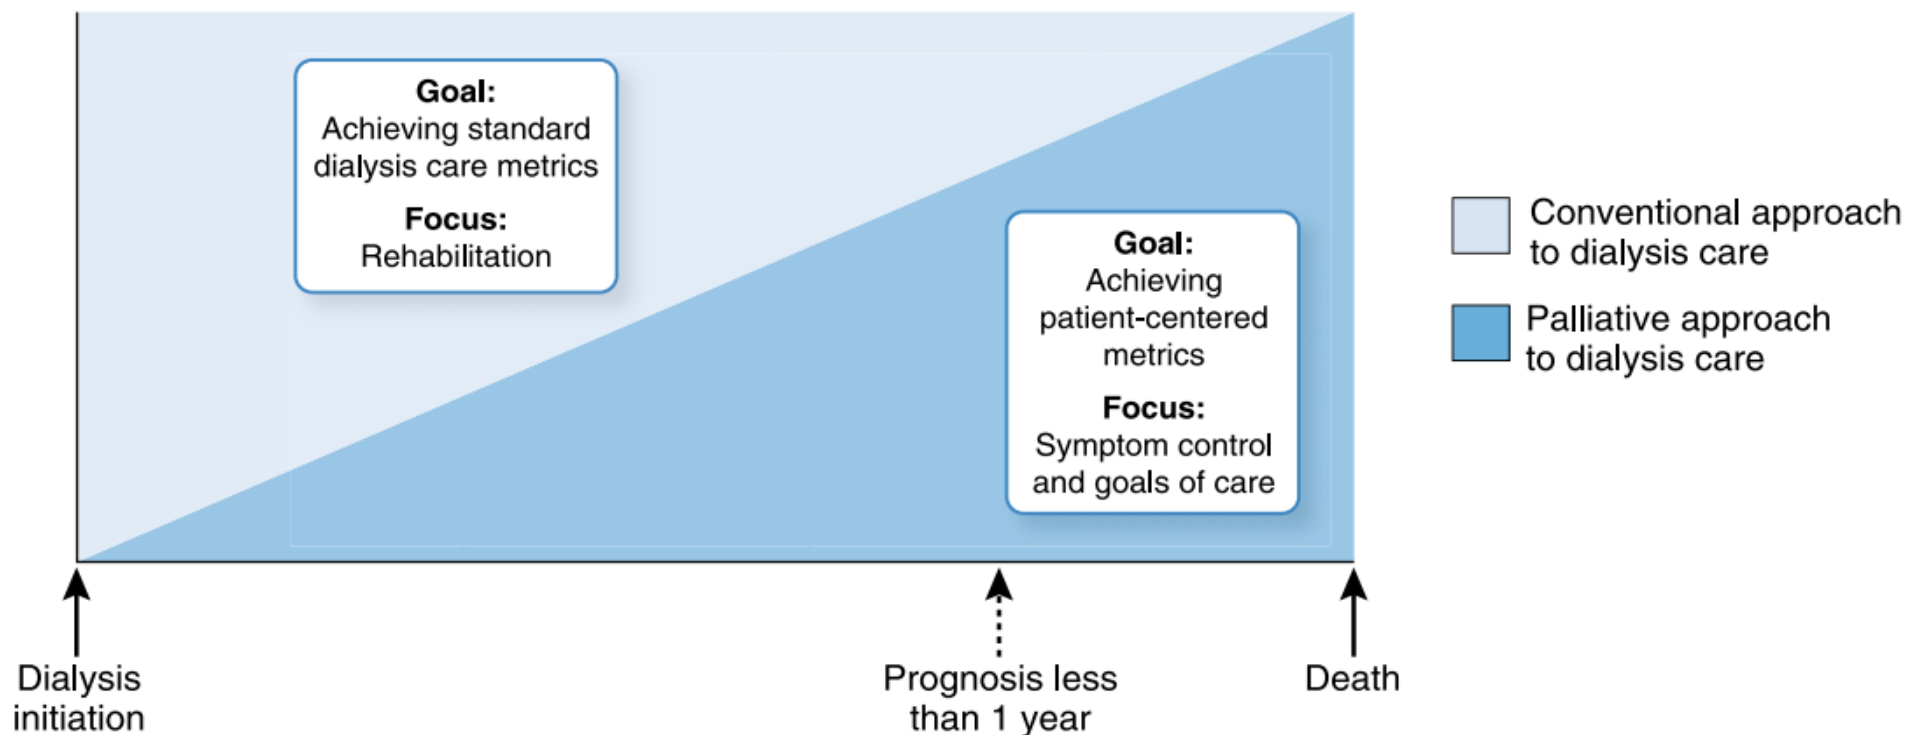 Goal:
Achieving standard
dialysis care metrics
Focus:
Rehabilitation
Goal:
Achieving
patient-centered
metrics
Focus:
Symptom control
and goals of care
Conventional approach
to dialysis care
Palliative approach
to dialysis care
Dialysis
initiation
Prognosis less
than 1 year
Death